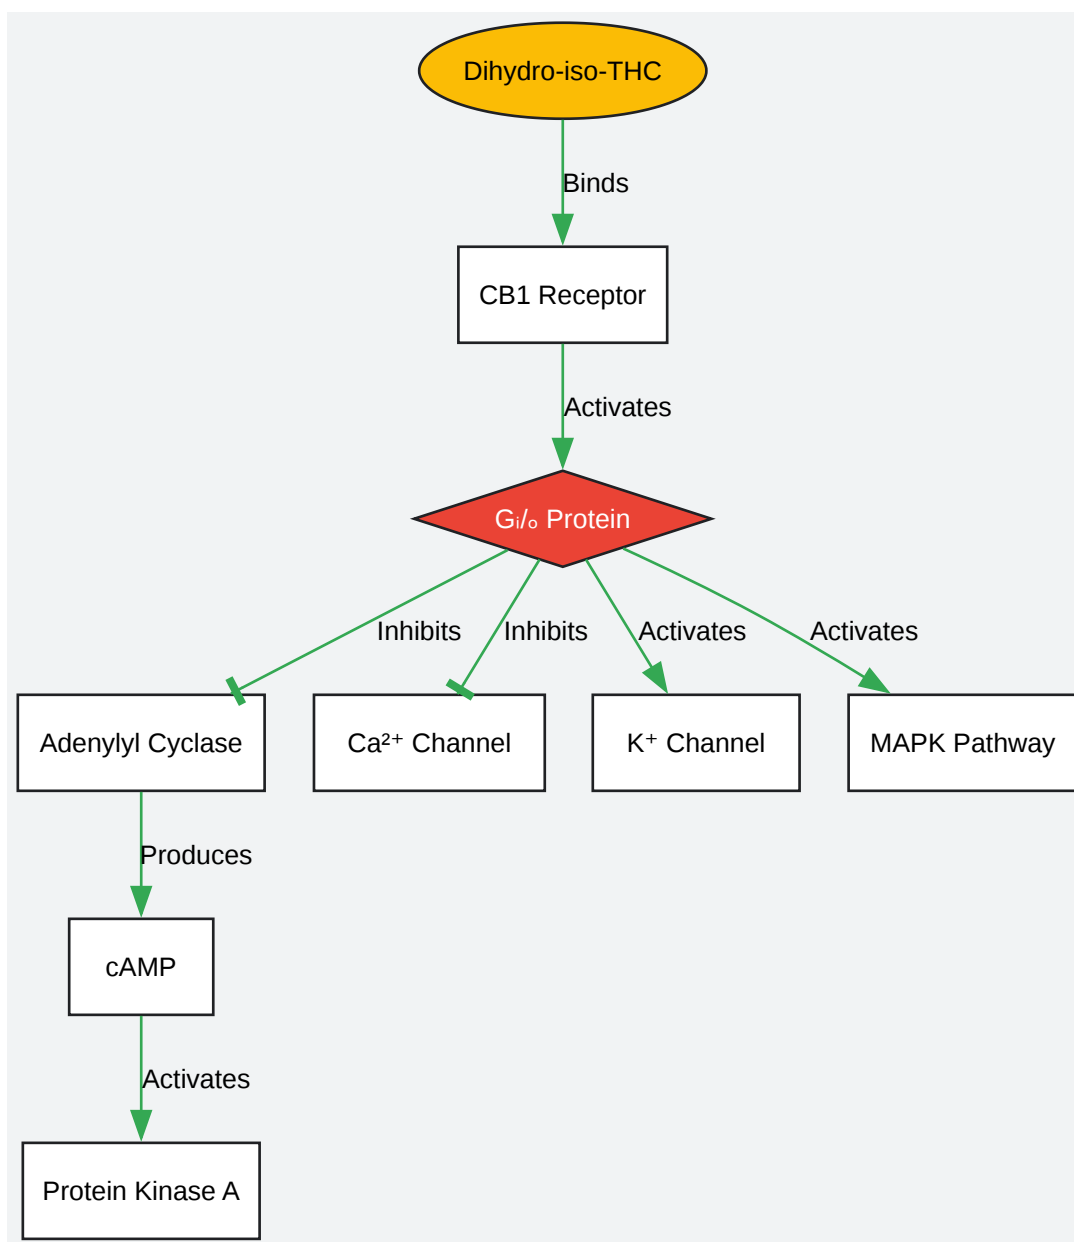 Dihydro-iso-THC
Binds
CB1 Receptor
Activates
Gᵢ/ₒ Protein
Inhibits
Inhibits
Activates
Activates
Adenylyl Cyclase
Ca²⁺ Channel
K⁺ Channel
MAPK Pathway
Produces
cAMP
Activates
Protein Kinase A